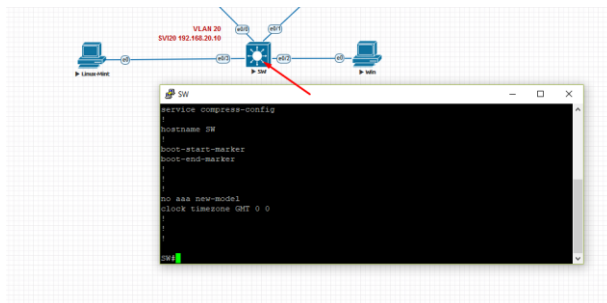 VLAN 20
SVI20 192.168.20.10
e0/0
e0/1
e0
e0/3
e0/2
e0
Linux-Mint
SW
Win
SW
service compress-config
!
hostname SW
!
boot-start-marker
boot-end-marker
!
!
!
no aaa new-model
clock timezone GMT 0 0
!
!
!
SW#